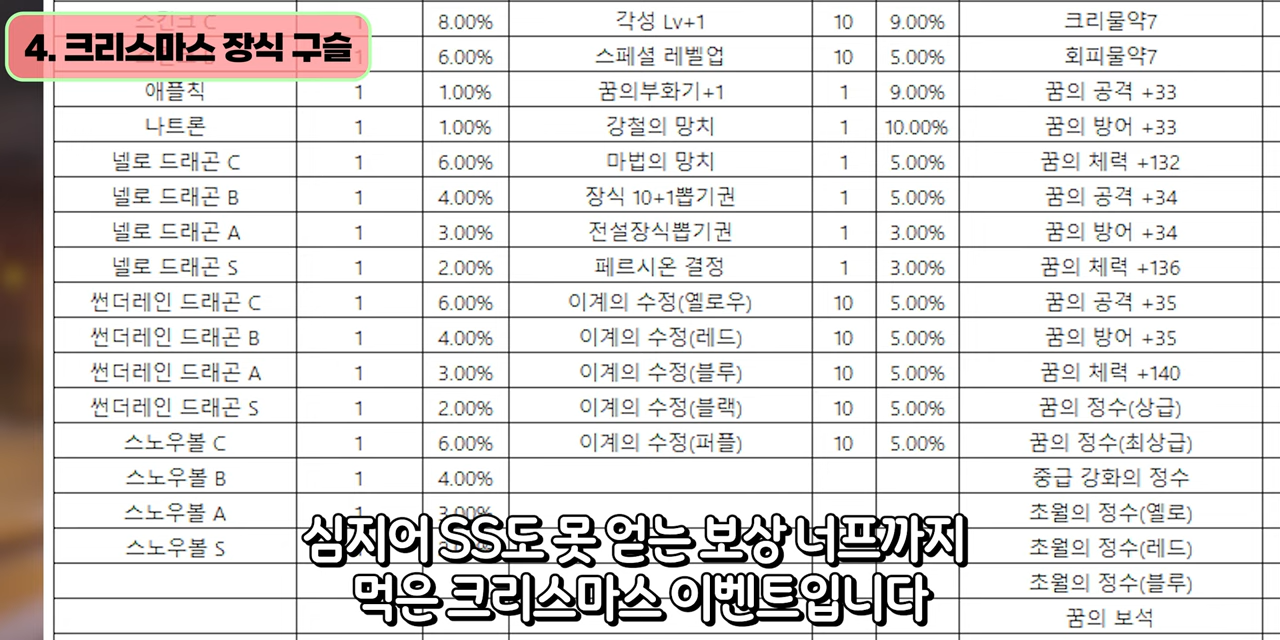 4. 크리스마스 장식 구슬
스킨크 C 1 8.00% 각성 Lv+1 10 9.00% 크리물약7
6.00% 스페셜 레벨업 10 5.00% 회피물약7
애플칙 1 1.00% 꿈의부화기+1 1 9.00% 꿈의 공격 +33
나트론 1 1.00% 강철의 망치 1 10.00% 꿈의 방어 +33
넬로 드래곤 C 1 6.00% 마법의 망치 1 5.00% 꿈의 체력 +132
넬로 드래곤 B 1 4.00% 장식 10+1뽑기권 1 5.00% 꿈의 공격 +34
넬로 드래곤 A 1 3.00% 전설장식뽑기권 1 3.00% 꿈의 방어 +34
넬로 드래곤 S 1 2.00% 페르시온 결정 1 3.00% 꿈의 체력 +136
썬더레인 드래곤 C 1 6.00% 이계의 수정(옐로우) 10 5.00% 꿈의 공격 +35
썬더레인 드래곤 B 1 4.00% 이계의 수정(레드) 10 5.00% 꿈의 방어 +35
썬더레인 드래곤 A 1 3.00% 이계의 수정(블루) 10 5.00% 꿈의 체력 +140
썬더레인 드래곤 S 1 2.00% 이계의 수정(블랙) 10 5.00% 꿈의 정수(상급)
스노우볼 C 1 6.00% 이계의 수정(퍼플) 10 5.00% 꿈의 정수(최상급)
스노우볼 B 1 4.00% 중급 강화의 정수
스노우볼 A 1 3.00% 초월의 정수(옐로)
스노우볼 S 초월의 정수(레드)
초월의 정수(블루)
꿈의 보석
심지어 SS도 못 얻는 보상 너프까지
먹은 크리스마스 이벤트입니다